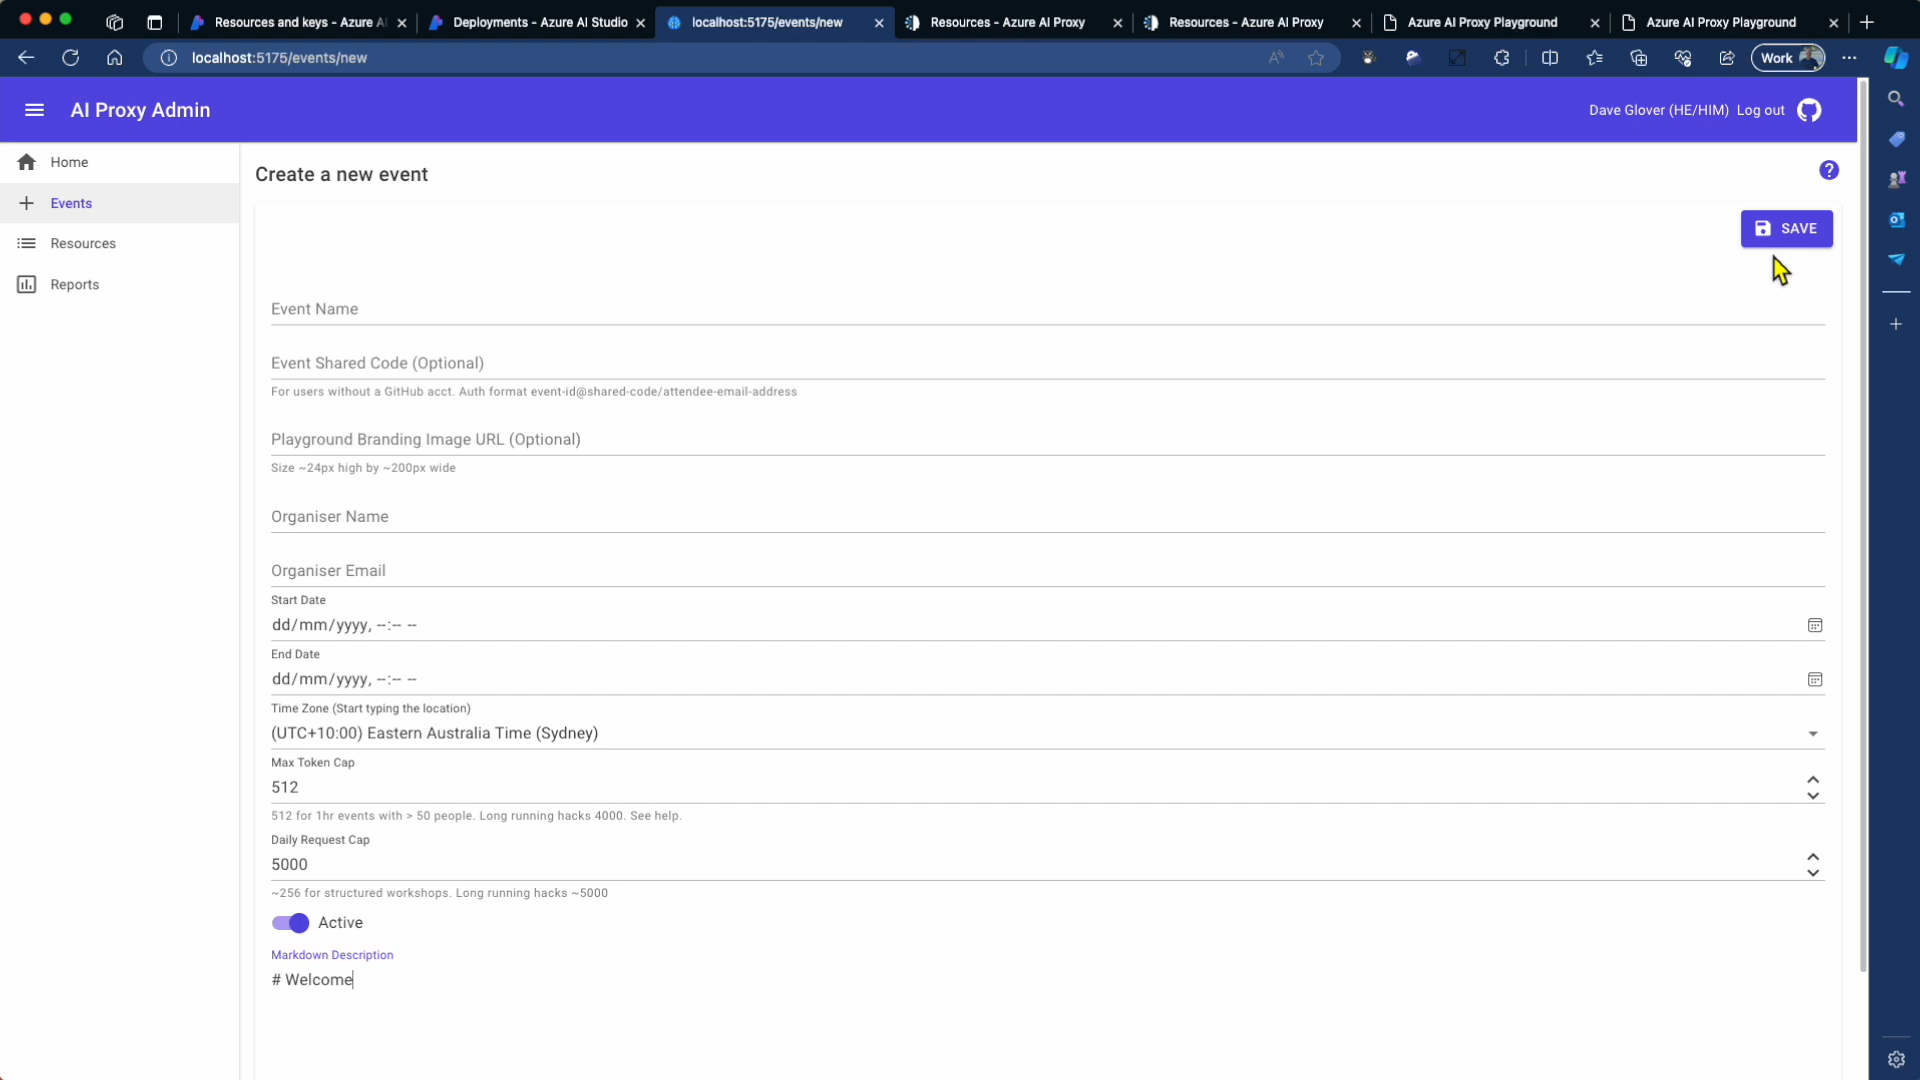 Resources and keys - Azure AI
Deployments - Azure AI Studio
localhost:5175/events/new
Resources - Azure AI Proxy
Resources - Azure AI Proxy
Azure AI Proxy Playground
Azure AI Proxy Playground
localhost:5175/events/new
Work
AI Proxy Admin
Dave Glover (HE/HIM) Log out
Home
Events
Resources
Reports
Create a new event
?
SAVE
Event Name
Event Shared Code (Optional)
For users without a GitHub acct. Auth format event-id@shared-code/attendee-email-address
Playground Branding Image URL (Optional)
Size ~24px high by ~200px wide
Organiser Name
Organiser Email
Start Date
dd/mm/yyyy, --:-- --
End Date
dd/mm/yyyy, --:-- --
Time Zone (Start typing the location)
(UTC+10:00) Eastern Australia Time (Sydney)
Max Token Cap
512
512 for 1hr events with > 50 people. Long running hacks 4000. See help.
Daily Request Cap
5000
~256 for structured workshops. Long running hacks ~5000
Active
Markdown Description
# Welcome